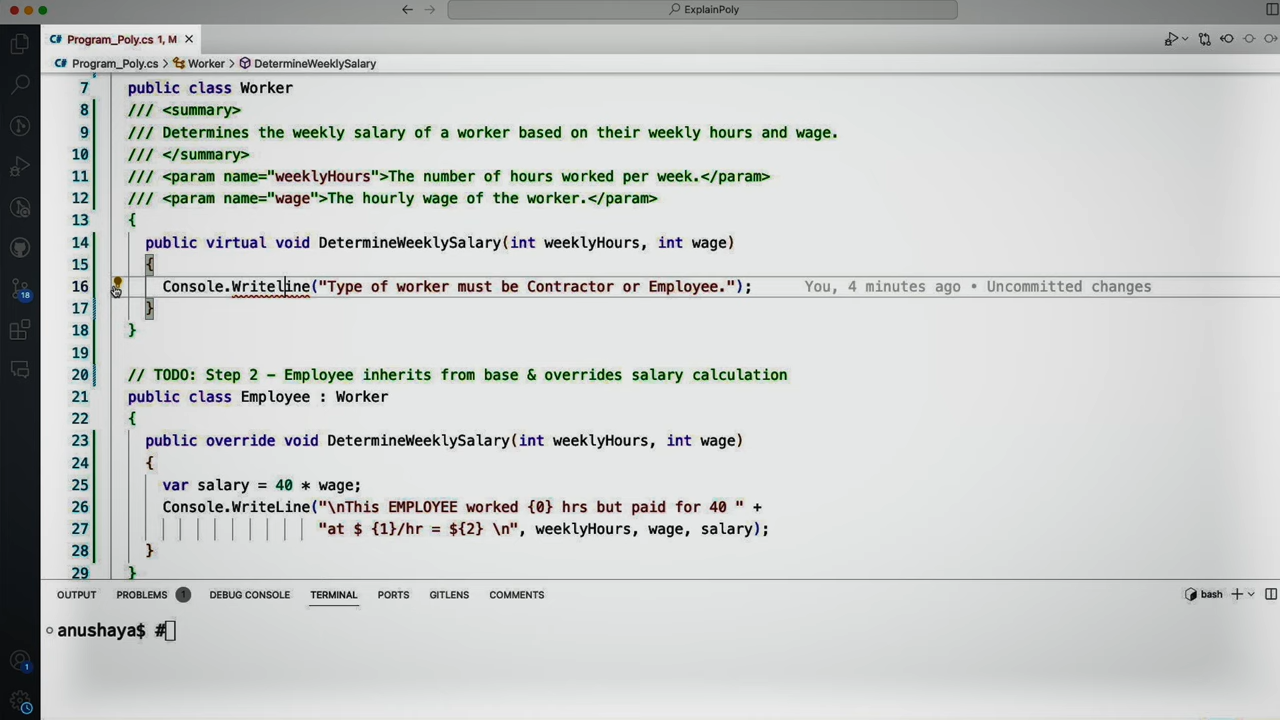 ExplainPoly
Program_Poly.cs 1, M
Program_Poly.cs > Worker > DetermineWeeklySalary
7 public class Worker
8 /// <summary>
9 /// Determines the weekly salary of a worker based on their weekly hours and wage.
10 /// </summary>
11 /// <param name="weeklyHours">The number of hours worked per week.</param>
12 /// <param name="wage">The hourly wage of the worker.</param>
13 {
14 public virtual void DetermineWeeklySalary(int weeklyHours, int wage)
15 {
16 Console.Writeline("Type of worker must be Contractor or Employee."); You, 4 minutes ago • Uncommitted changes
17 }
18 }
19
20 // TODO: Step 2 – Employee inherits from base & overrides salary calculation
21 public class Employee : Worker
22 {
23 public override void DetermineWeeklySalary(int weeklyHours, int wage)
24 {
25 var salary = 40 * wage;
26 Console.WriteLine("\nThis EMPLOYEE worked {0} hrs but paid for 40 " +
27 "at $ {1}/hr = ${2} \n", weeklyHours, wage, salary);
28 }
29 }
18
1
OUTPUT PROBLEMS 1 DEBUG CONSOLE TERMINAL PORTS GITLENS COMMENTS bash
anushaya$ #